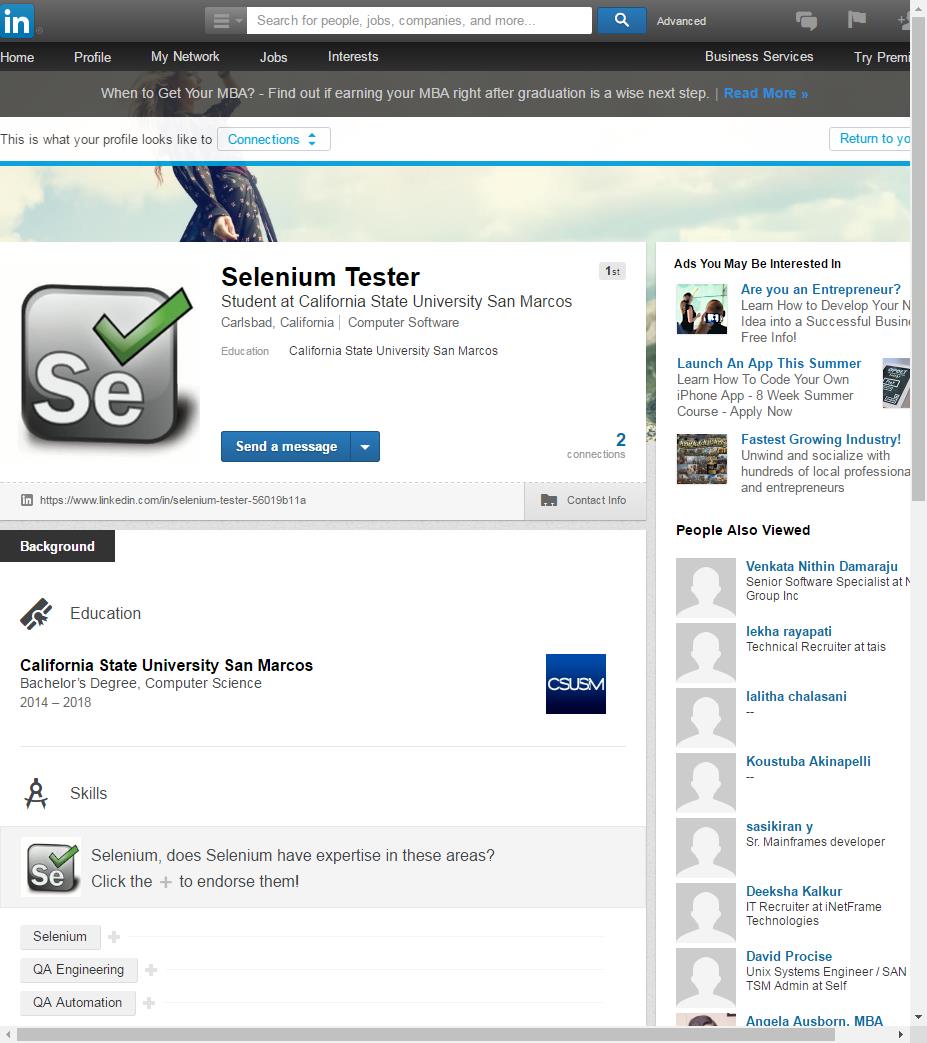 in
Search for people, jobs, companies, and more...
Advanced
Home
Profile
My Network
Jobs
Interests
Business Services
Try Premi
When to Get Your MBA? - Find out if earning your MBA right after graduation is a wise next step. | Read More »
This is what your profile looks like to
Connections
Return to yo
Selenium Tester
1st
Student at California State University San Marcos
Carlsbad, California
Computer Software
Education
California State University San Marcos
Se
Send a message
2
connections
https://www.linkedin.com/in/selenium-tester-56019b11a
Contact Info
Background
Education
California State University San Marcos
Bachelor's Degree, Computer Science
2014 – 2018
CSUSM
Skills
Se
Selenium, does Selenium have expertise in these areas?
Click the + to endorse them!
Selenium
QA Engineering
QA Automation
Ads You May Be Interested In
Are you an Entrepreneur?
Learn How to Develop Your N
Idea into a Successful Busine
Free Info!
Launch An App This Summer
Learn How To Code Your Own
iPhone App - 8 Week Summer
Course - Apply Now
Fastest Growing Industry!
Unwind and socialize with
hundreds of local professiona
and entrepreneurs
People Also Viewed
Venkata Nithin Damaraju
Senior Software Specialist at N
Group Inc
lekha rayapati
Technical Recruiter at tais
lalitha chalasani
--
Koustuba Akinapelli
--
sasikiran y
Sr. Mainframes developer
Deeksha Kalkur
IT Recruiter at iNetFrame
Technologies
David Procise
Unix Systems Engineer / SAN
TSM Admin at Self
Angela Ausborn, MBA